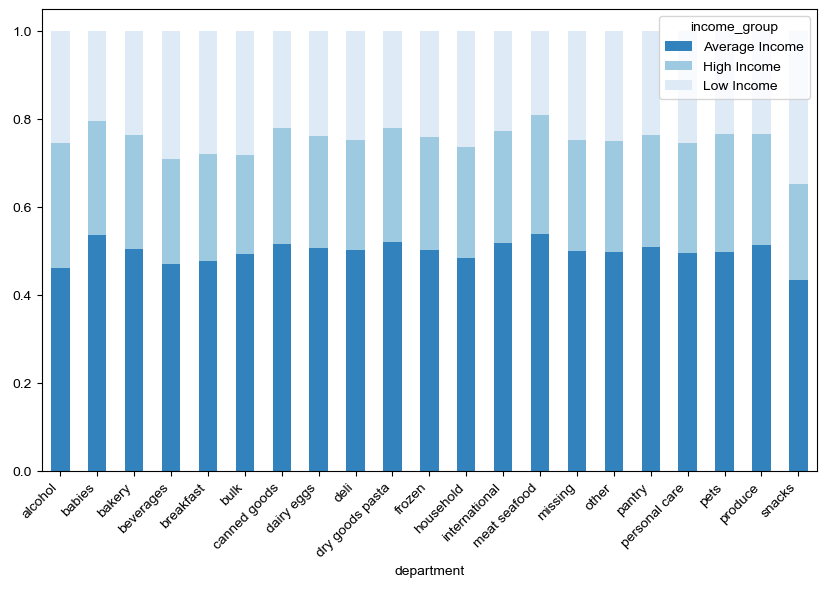 income_group
Average Income
High Income
Low Income
1.0
0.8
0.6
0.4
0.2
0.0
alcohol
babies
bakery
beverages
breakfast
bulk
canned goods
dairy eggs
deli
dry goods pasta
frozen
household
international
meat seafood
missing
other
pantry
personal care
pets
produce
snacks
department